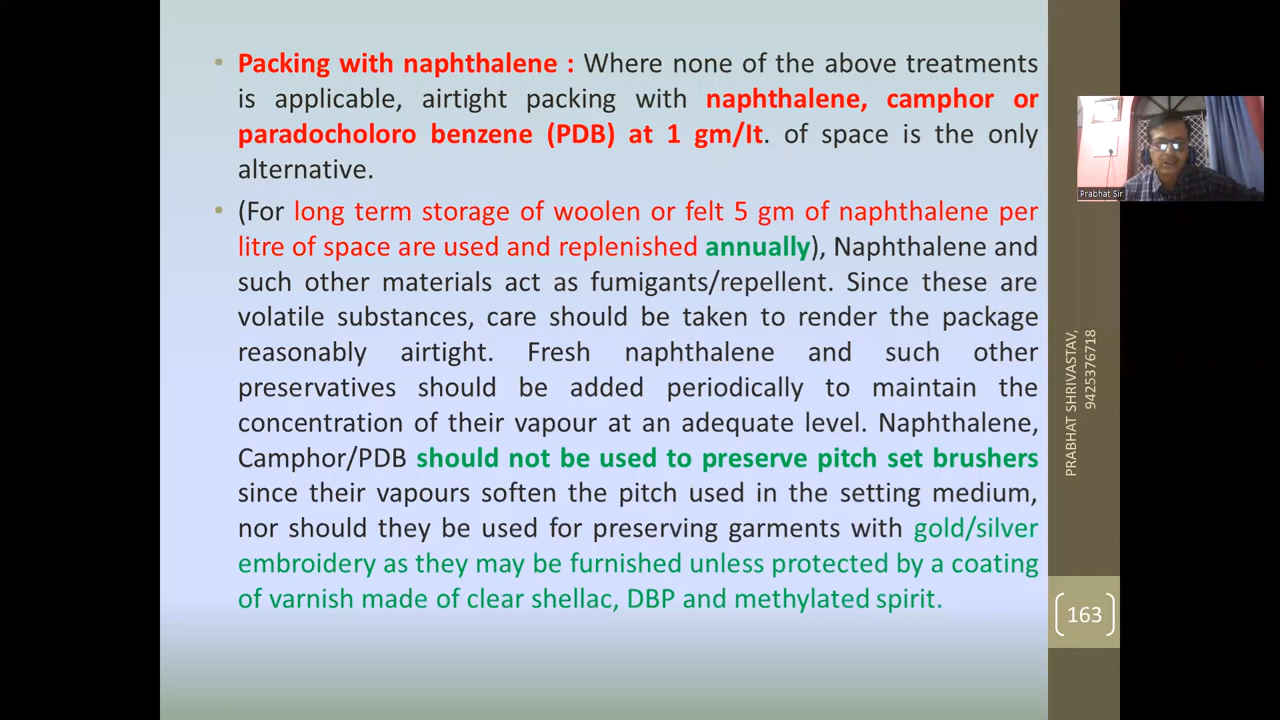 Packing with naphthalene : Where none of the above treatments
is applicable, airtight packing with naphthalene, camphor or
paradocholoro benzene (PDB) at 1 gm/lt. of space is the only
alternative.
(For long term storage of woolen or felt 5 gm of naphthalene per
litre of space are used and replenished annually), Naphthalene and
such other materials act as fumigants/repellent. Since these are
volatile substances, care should be taken to render the package
reasonably airtight. Fresh naphthalene and such other
preservatives should be added periodically to maintain the
concentration of their vapour at an adequate level. Naphthalene,
Camphor/PDB should not be used to preserve pitch set brushers
since their vapours soften the pitch used in the setting medium,
nor should they be used for preserving garments with gold/silver
embroidery as they may be furnished unless protected by a coating
of varnish made of clear shellac, DBP and methylated spirit.
Prabhat Sir
PRABHAT SHRIVASTAV,
9425376718
163